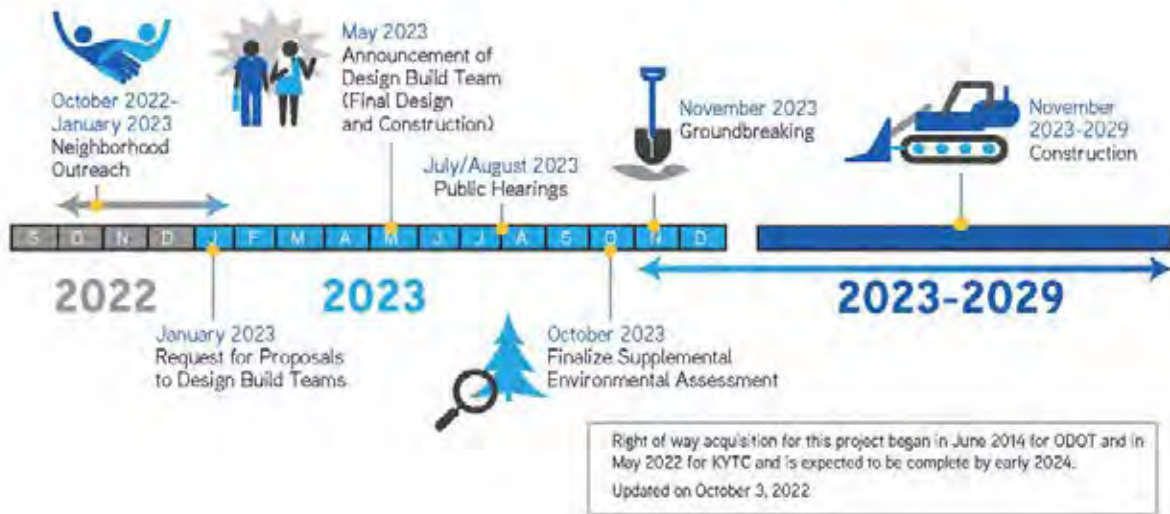 October 2022-
January 2023
Neighborhood
Outreach
May 2023
Announcement of
Design Build Team
(Final Design
and Construction)
July/August 2023
Public Hearings
November 2023
Groundbreaking
November
2023-2029
Construction
S O N D J F M A M J J A S O N D
2022
2023
2023-2029
January 2023
Request for Proposals
to Design Build Teams
October 2023
Finalize Supplemental
Environmental Assessment
Right of way acquisition for this project began in June 2014 for ODOT and in
May 2022 for KYTC and is expected to be complete by early 2024.
Updated on October 3, 2022